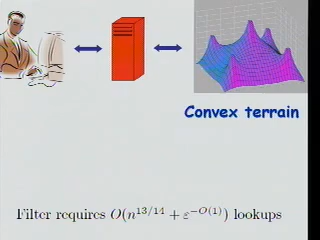 Convex terrain
Filter requires O(n^{13/14} + ε^{-O(1)}) lookups